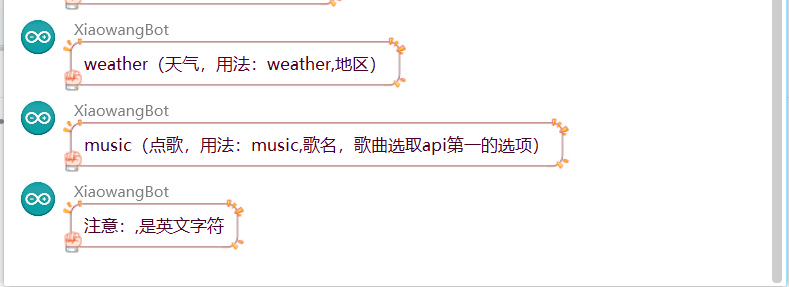 XiaowangBot
weather（天气，用法：weather,地区）
XiaowangBot
music（点歌，用法：music,歌名，歌曲选取api第一的选项）
XiaowangBot
注意：,是英文字符